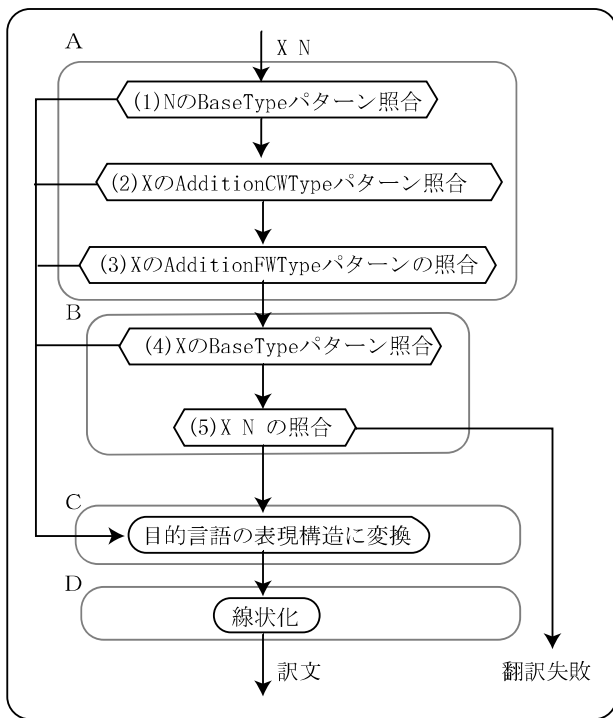 A
X N
(1)NのBaseTypeパターン照合
(2)XのAdditionCWTypeパターン照合
(3)XのAdditionFWTypeパターンの照合
B
(4)XのBaseTypeパターン照合
(5)X N の照合
C
目的言語の表現構造に変換
D
線状化
訳文
翻訳失敗